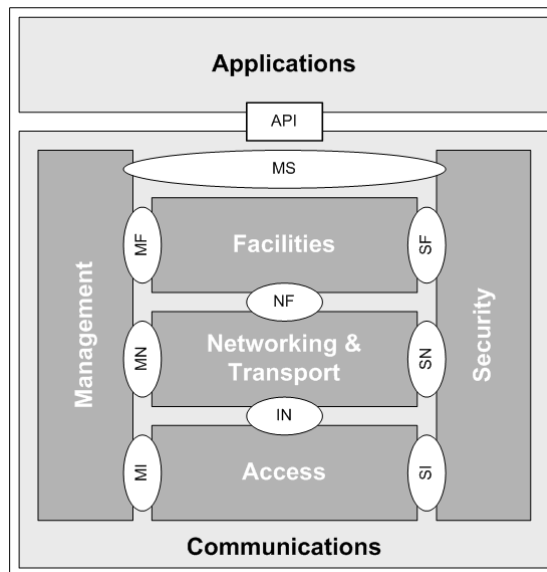 Applications
API
MS
Management
MF
Facilities
SF
Security
NF
MN
Networking &
Transport
SN
IN
MI
Access
SI
Communications